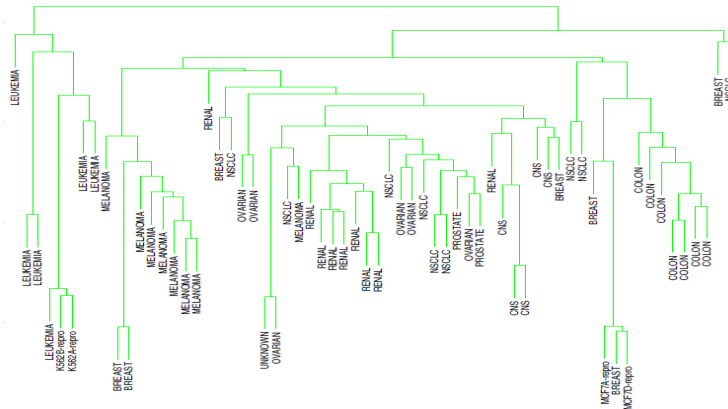 LEUKEMIA
LEUKEMIA
LEUKEMIA
LEUKEMIA
K562B-repro
K562A-repro
LEUKEMIA
LEUKEMIA
MELANOMA
BREAST
BREAST
MELANOMA
MELANOMA
MELANOMA
MELANOMA
MELANOMA
MELANOMA
RENAL
BREAST
NSCLC
OVARIAN
OVARIAN
UNKNOWN
OVARIAN
NSCLC
MELANOMA
RENAL
RENAL
RENAL
RENAL
RENAL
RENAL
RENAL
NSCLC
OVARIAN
OVARIAN
NSCLC
NSCLC
NSCLC
PROSTATE
OVARIAN
PROSTATE
RENAL
CNS
CNS
CNS
CNS
CNS
BREAST
NSCLC
NSCLC
BREAST
MCF7A-repro
BREAST
MCF7D-repro
COLON
COLON
COLON
COLON
COLON
COLON
COLON
BREAST